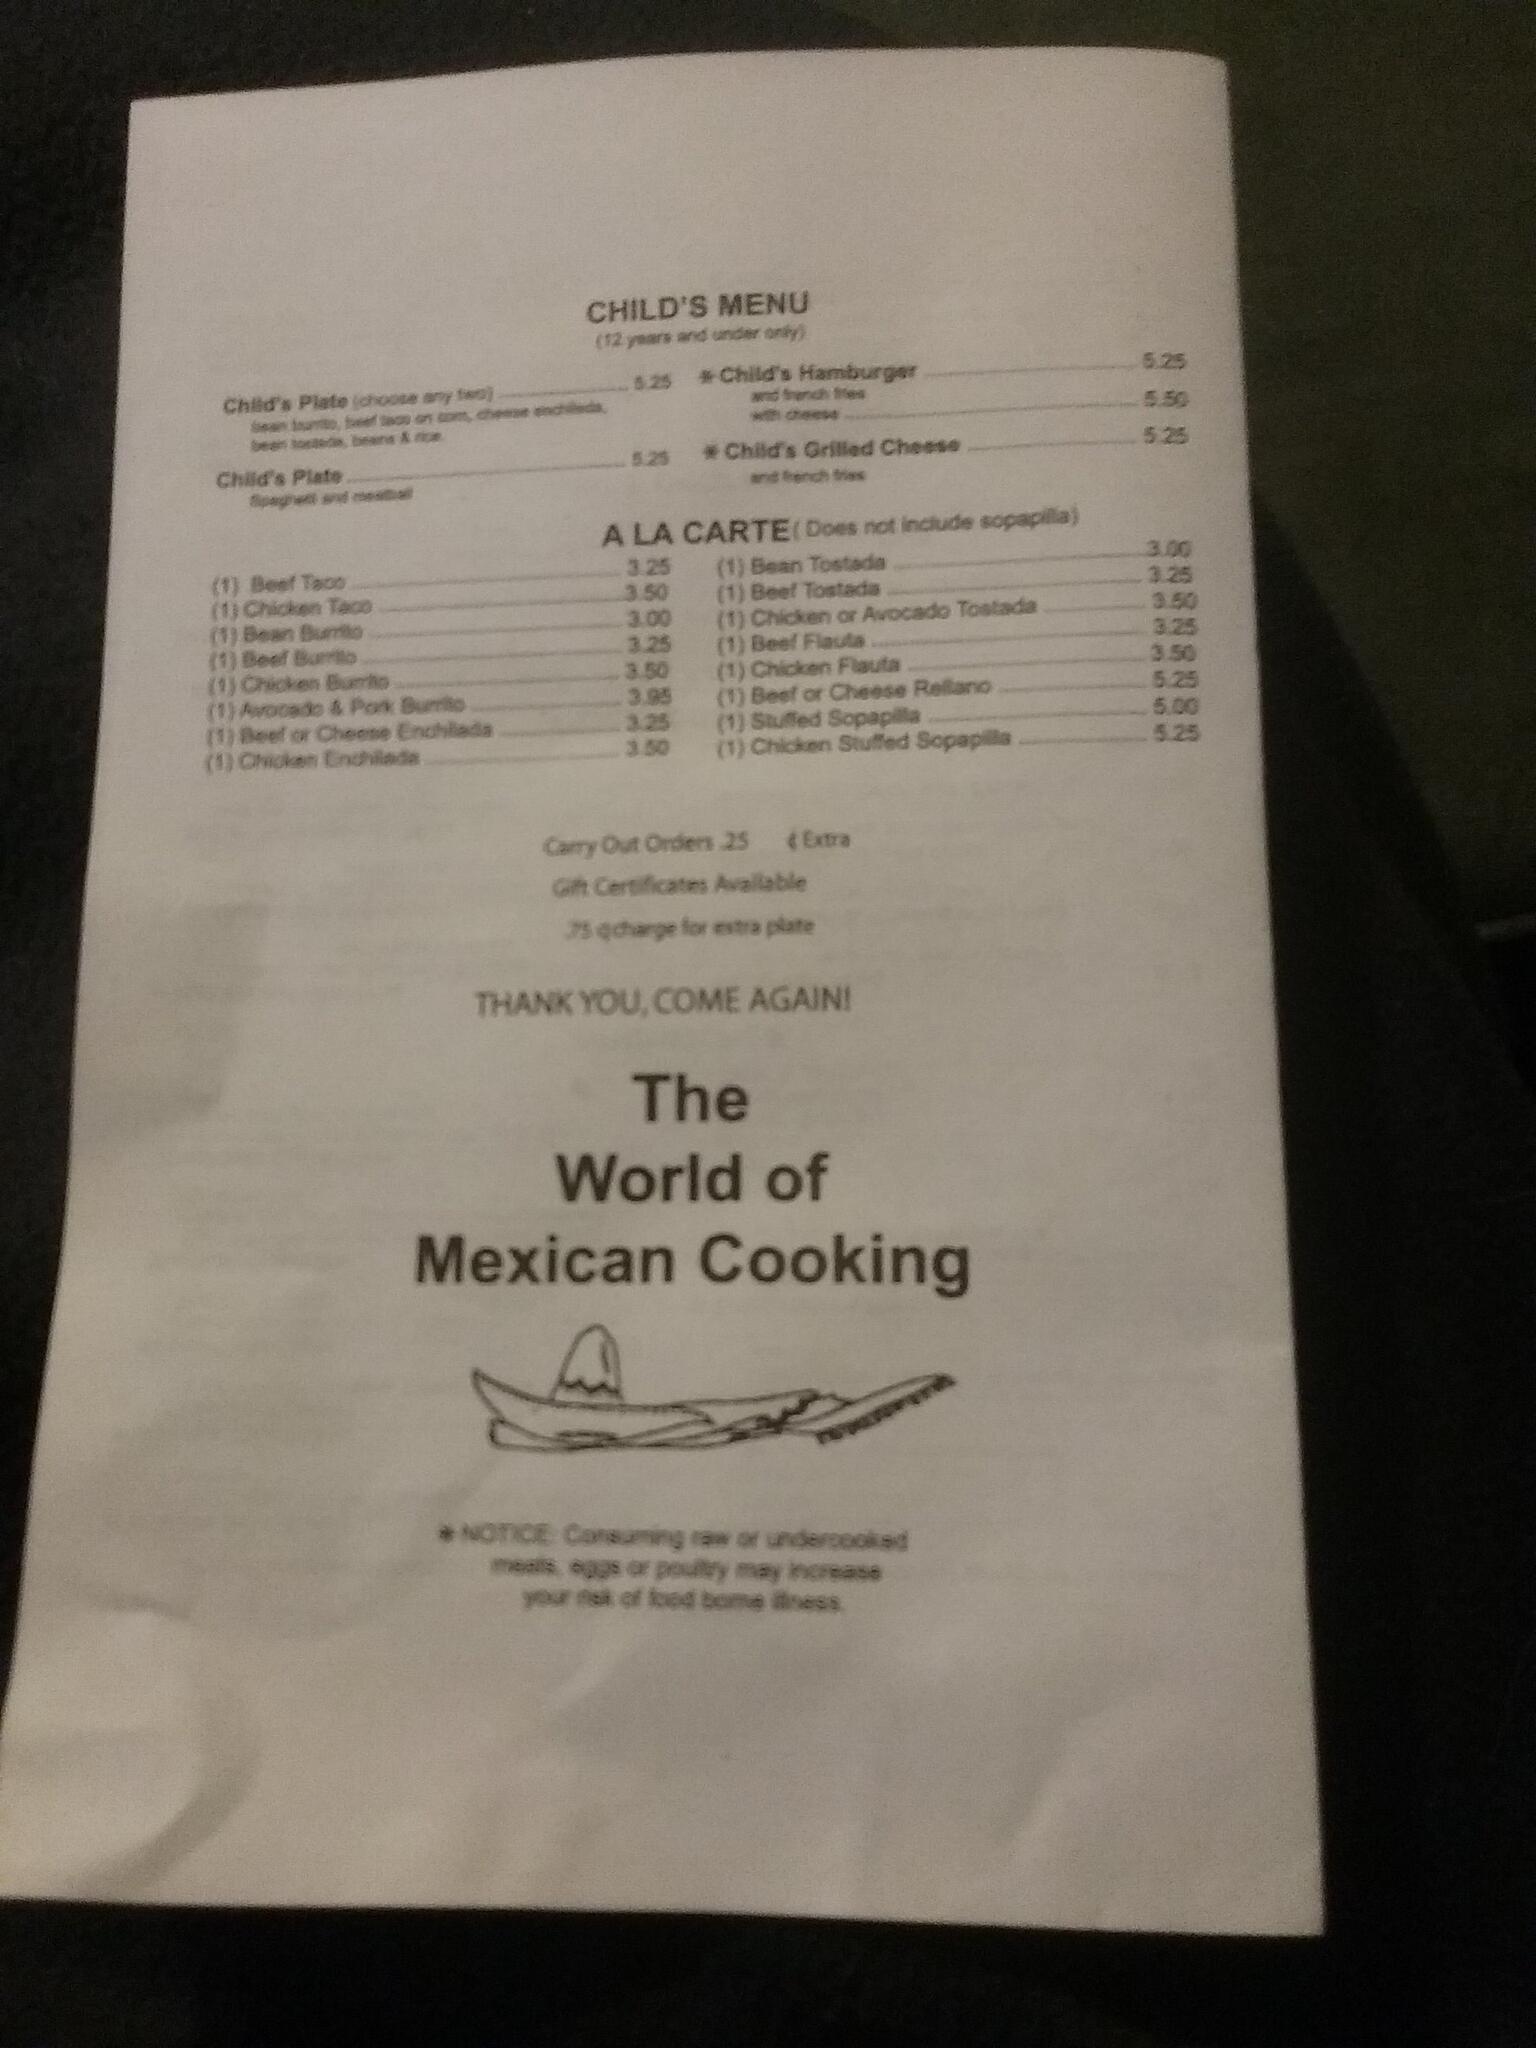 CHILD'S MENU
(12 years and under only)
Child's Plate (choose any two) 5.25
bean burrito, beef taco on corn, cheese enchilada,
bean tostada, beans & rice.
Child's Plate 5.25
Spaghetti and meatball
* Child's Hamburger 5.25
and french fries
with cheese 5.50
* Child's Grilled Cheese 5.25
and french fries
A LA CARTE ( Does not include sopapilla)
(1) Beef Taco 3.25
(1) Chicken Taco 3.50
(1) Bean Burrito 3.00
(1) Beef Burrito 3.25
(1) Chicken Burrito 3.50
(1) Avocado & Pork Burrito 3.95
(1) Beef or Cheese Enchilada 3.25
(1) Chicken Enchilada 3.50
(1) Bean Tostada 3.00
(1) Beef Tostada 3.25
(1) Chicken or Avocado Tostada 3.50
(1) Beef Flauta 3.25
(1) Chicken Flauta 3.50
(1) Beef or Cheese Rellano 5.25
(1) Stuffed Sopapilla 5.00
(1) Chicken Stuffed Sopapilla 5.25
Carry Out Orders .25 ¢ Extra
Gift Certificates Available
.75 ¢ charge for extra plate
THANK YOU, COME AGAIN!
The
World of
Mexican Cooking
* NOTICE: Consuming raw or undercooked
meats, eggs or poultry may increase
your risk of food borne illness.